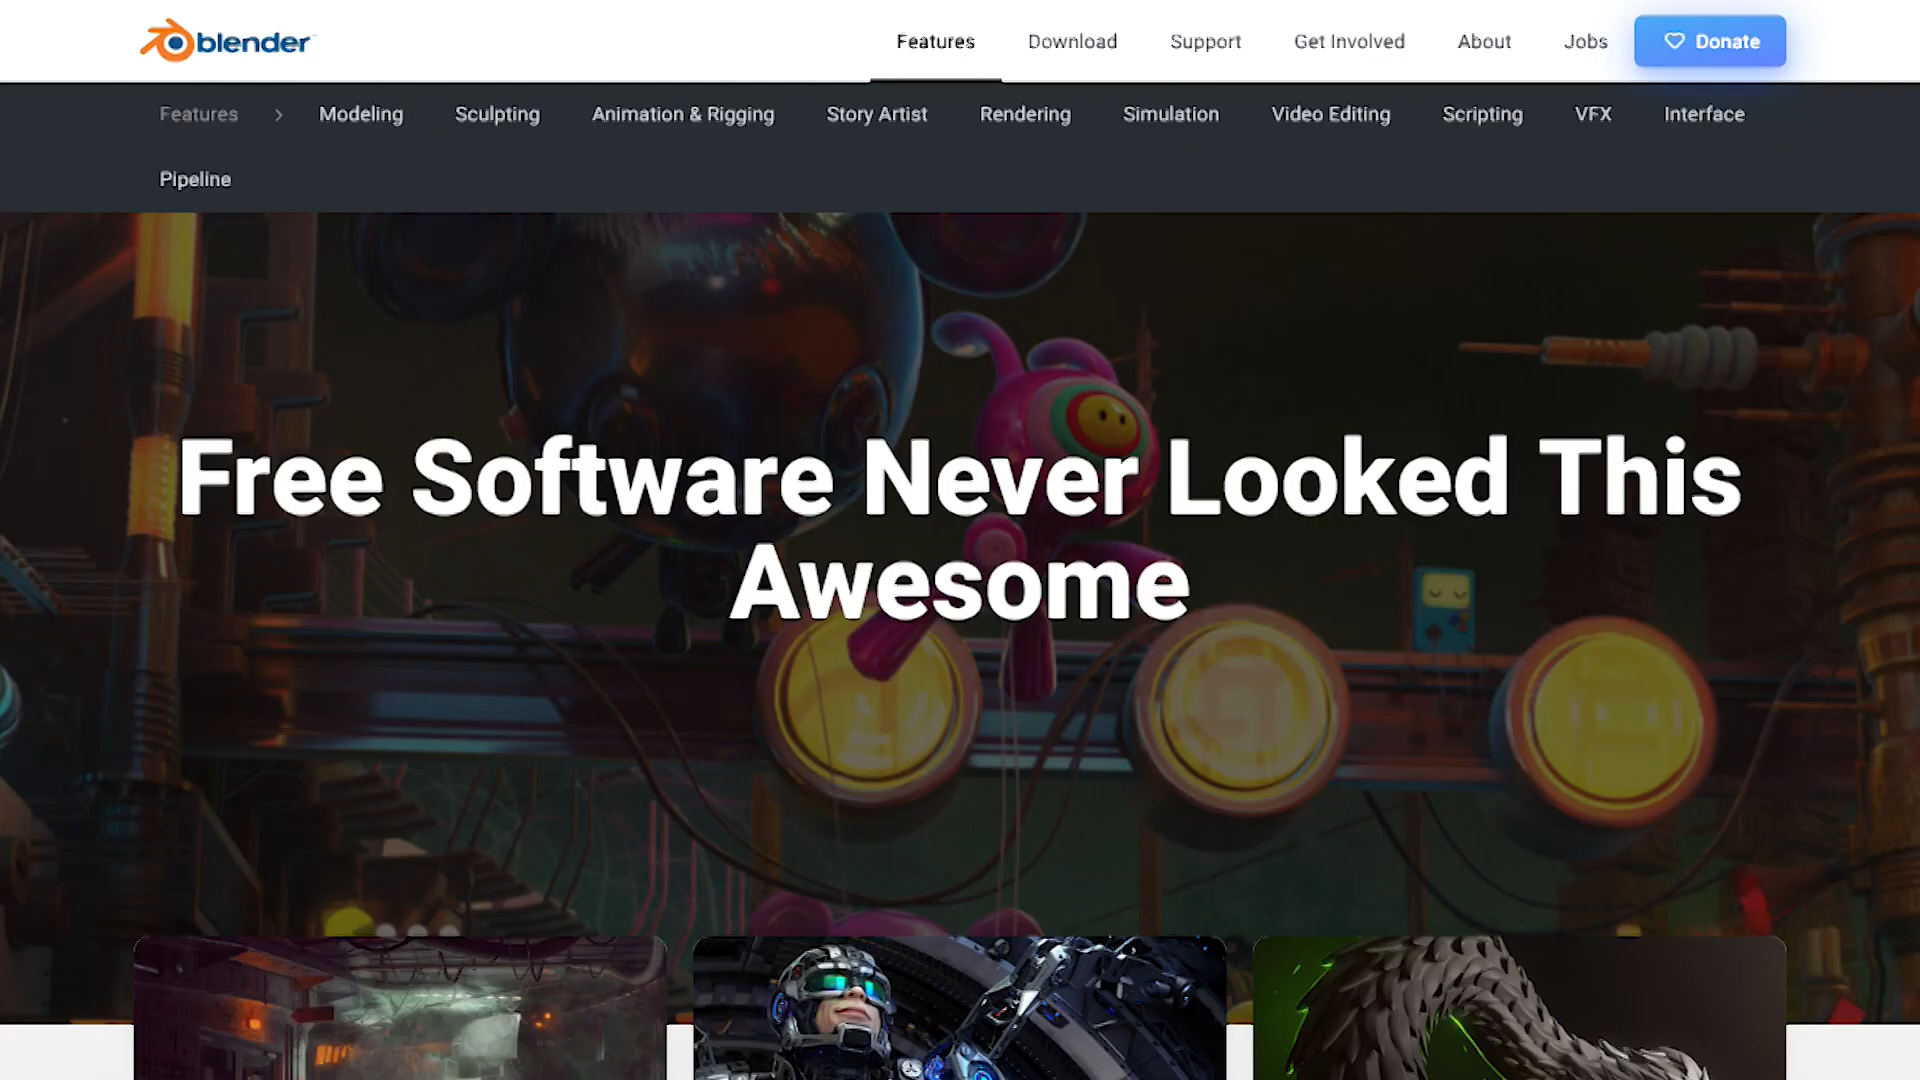 blender
Features Download Support Get Involved About Jobs Donate
Features Modeling Sculpting Animation & Rigging Story Artist Rendering Simulation Video Editing Scripting VFX Interface
Pipeline
Free Software Never Looked This
Awesome